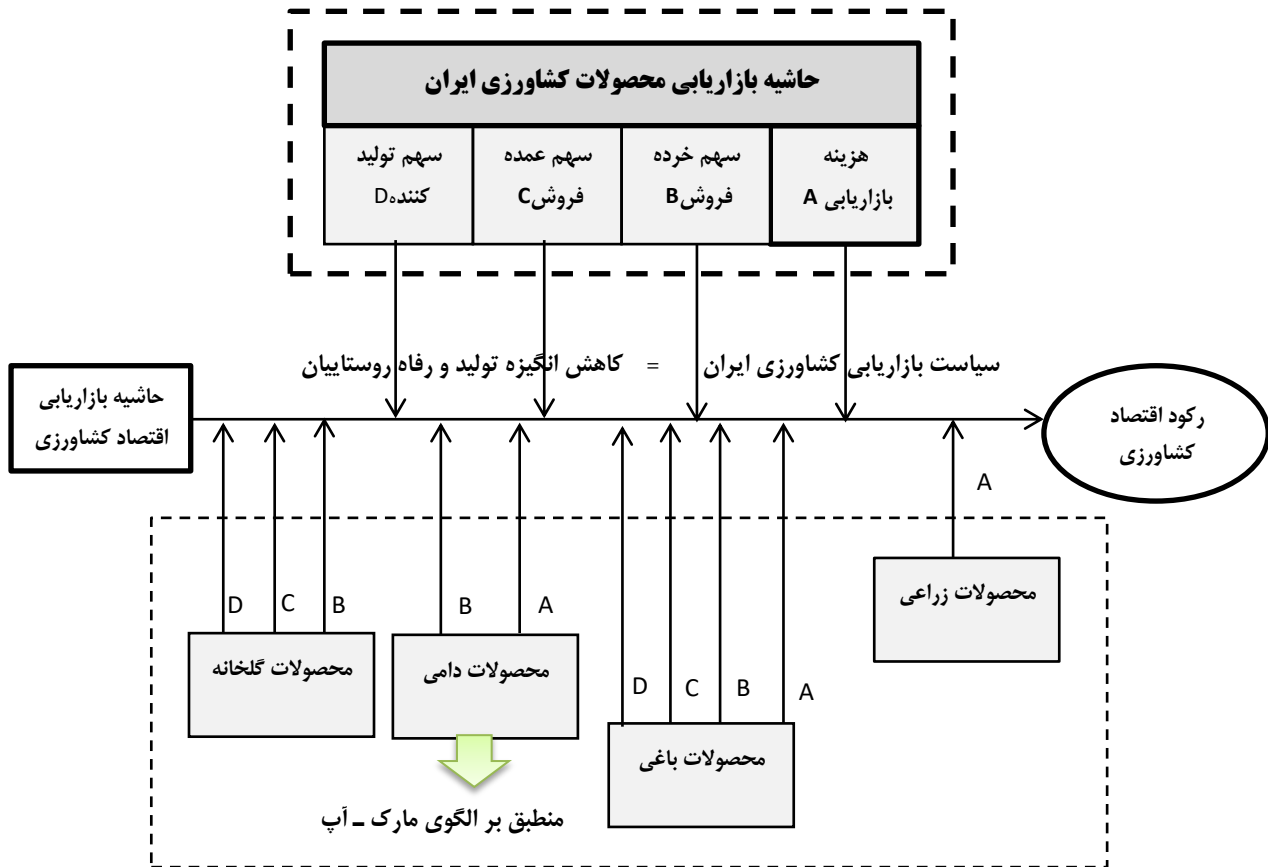 حاشیه بازاریابی محصولات کشاورزی ایران
هزینه
بازاریابی A
سهم خرده
فروشB
سهم عمده
فروشC
سهم تولید
کنندهD
سیاست بازاریابی کشاورزی ایران = کاهش انگیزه تولید و رفاه روستاییان
حاشیه بازاریابی
اقتصاد کشاورزی
رکود اقتصاد
کشاورزی
A
محصولات زراعی
D C B A
محصولات باغی
B A
محصولات دامی
D C B
محصولات گلخانه
منطبق بر الگوی مارک ـ آپ